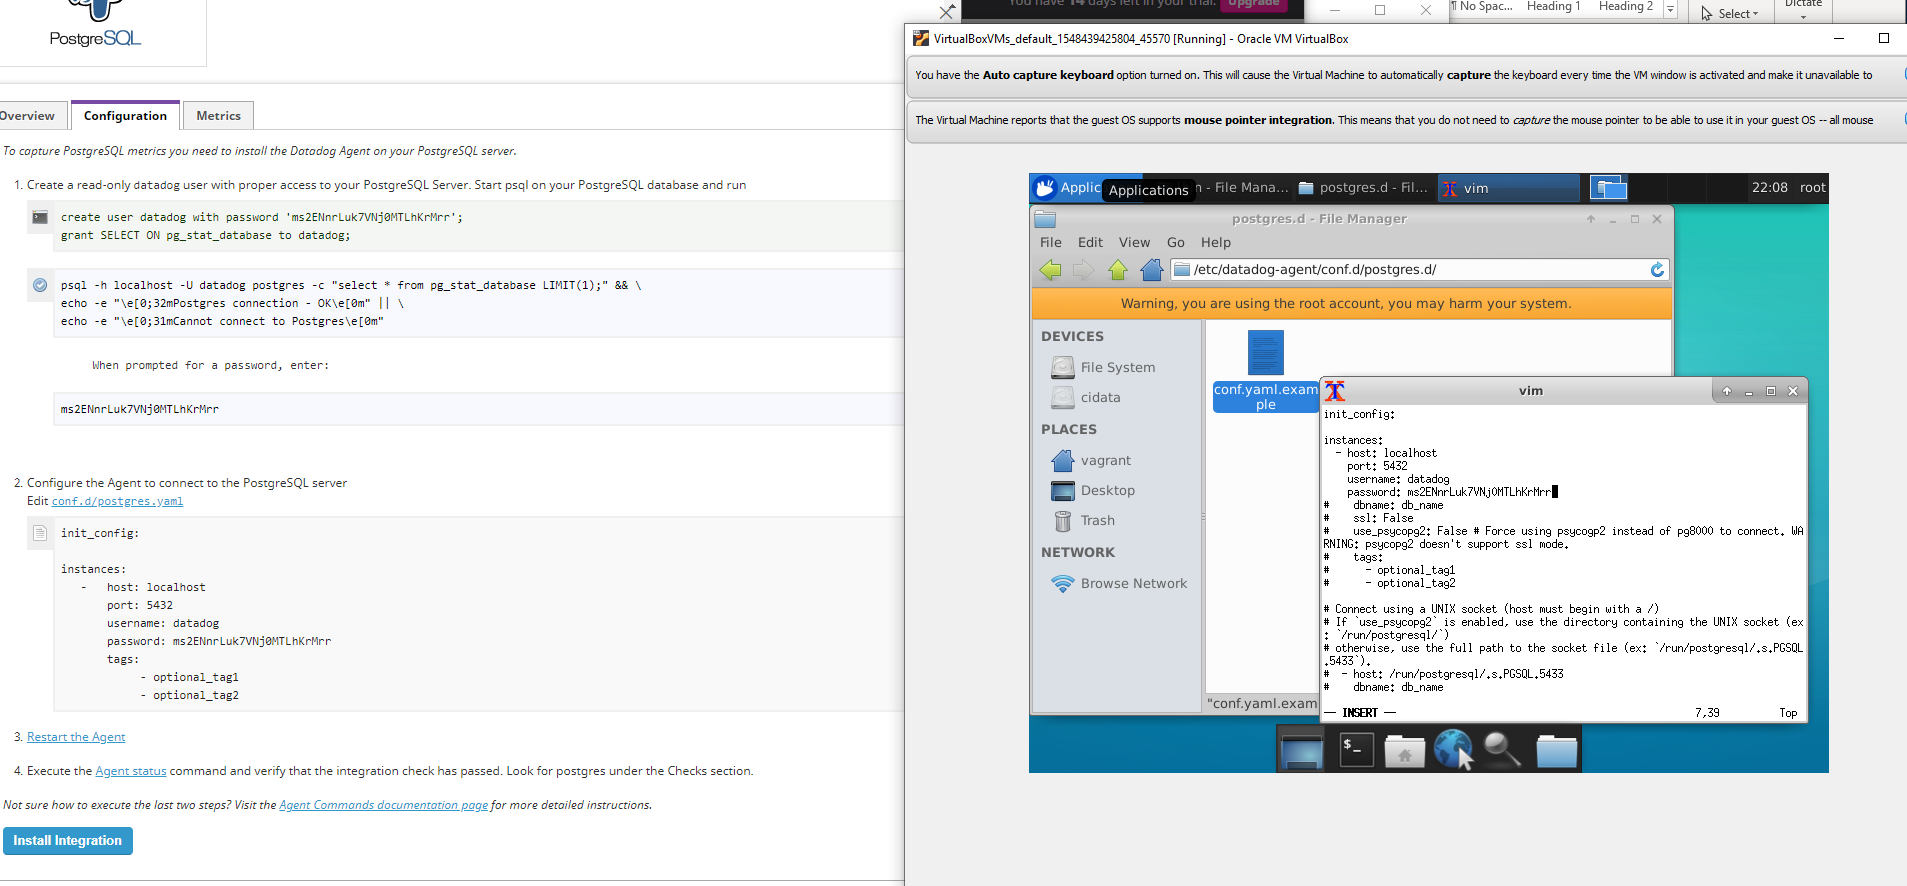 You have 14 days left in your trial.
Upgrade
¶ No Spac...
Heading 1
Heading 2
Select
Dictate
PostgreSQL
Overview
Configuration
Metrics
To capture PostgreSQL metrics you need to install the Datadog Agent on your PostgreSQL server.
1. Create a read-only datadog user with proper access to your PostgreSQL Server. Start psql on your PostgreSQL database and run
create user datadog with password 'ms2ENnrLuk7VNj0MTLhKrMrr';
grant SELECT ON pg_stat_database to datadog;
psql -h localhost -U datadog postgres -c "select * from pg_stat_database LIMIT(1);" && \
echo -e "\e[0;32mPostgres connection - OK\e[0m" || \
echo -e "\e[0;31mCannot connect to Postgres\e[0m"
When prompted for a password, enter:
ms2ENnrLuk7VNj0MTLhKrMrr
2. Configure the Agent to connect to the PostgreSQL server
Edit conf.d/postgres.yaml
init_config:
instances:
-   host: localhost
port: 5432
username: datadog
password: ms2ENnrLuk7VNj0MTLhKrMrr
tags:
- optional_tag1
- optional_tag2
3. Restart the Agent
4. Execute the Agent status command and verify that the integration check has passed. Look for postgres under the Checks section.
Not sure how to execute the last two steps? Visit the Agent Commands documentation page for more detailed instructions.
Install Integration
VirtualBoxVMs_default_1548439425804_45570 [Running] - Oracle VM VirtualBox
You have the Auto capture keyboard option turned on. This will cause the Virtual Machine to automatically capture the keyboard every time the VM window is activated and make it unavailable to
The Virtual Machine reports that the guest OS supports mouse pointer integration. This means that you do not need to capture the mouse pointer to be able to use it in your guest OS -- all mouse
Applic
Applications
n - File Mana...
postgres.d - Fil...
vim
22:08
root
postgres.d - File Manager
File Edit View Go Help
/etc/datadog-agent/conf.d/postgres.d/
Warning, you are using the root account, you may harm your system.
DEVICES
File System
cidata
PLACES
vagrant
Desktop
Trash
NETWORK
Browse Network
conf.yaml.exam
ple
"conf.yaml.exam
vim
init_config:
instances:
- host: localhost
port: 5432
username: datadog
password: ms2ENnrLuk7VNj0MTLhKrMrr
#    dbname: db_name
#    ssl: False
#    use_psycopg2: False # Force using psycogp2 instead of pg8000 to connect. WA
RNING: psycopg2 doesn't support ssl mode.
#    tags:
#      - optional_tag1
#      - optional_tag2
# Connect using a UNIX socket (host must begin with a /)
# If `use_psycopg2` is enabled, use the directory containing the UNIX socket (ex
: `/run/postgresql/`)
# otherwise, use the full path to the socket file (ex: `/run/postgresql/.s.PGSQL
.5433`).
#  - host: /run/postgresql/.s.PGSQL.5433
#    dbname: db_name
-- INSERT --
7,39
Top
$_